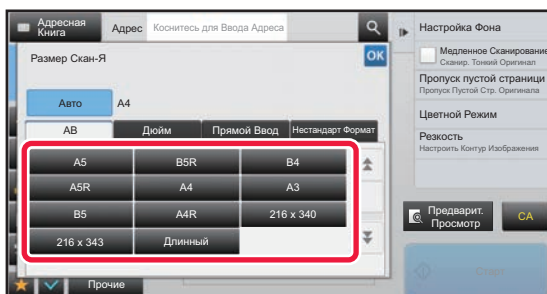 Адресная
Книга
Адрес
Коснитесь для Ввода Адреса
Размер Скан-Я
OK
Авто
A4
AB
Дюйм
Прямой Ввод
Нестандарт Формат
A5
B5R
B4
A5R
A4
A3
B5
A4R
216 x 340
216 x 343
Длинный
Прочие
Настройка Фона
Медленное Сканирование
Сканир. Тонкий Оригинал
Пропуск пустой страници
Пропуск Пустой Стр. Оригинала
Цветной Режим
Резкость
Настроить Контур Изображения
Предварит.
Просмотр
CA
Старт